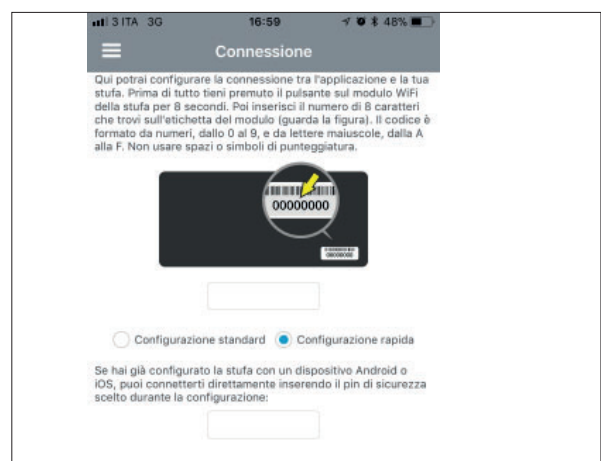 3 ITA 3G 16:59 48%
Connessione
Qui potrai configurare la connessione tra l'applicazione e la tua
stufa. Prima di tutto tieni premuto il pulsante sul modulo WiFi
della stufa per 8 secondi. Poi inserisci il numero di 8 caratteri
che trovi sull'etichetta del modulo (guarda la figura). Il codice è
formato da numeri, dallo 0 al 9, e da lettere maiuscole, dalla A
alla F. Non usare spazi o simboli di punteggiatura.
00000000
00000000
Configurazione standard Configurazione rapida
Se hai già configurato la stufa con un dispositivo Android o
iOS, puoi connetterti direttamente inserendo il pin di sicurezza
scelto durante la configurazione: